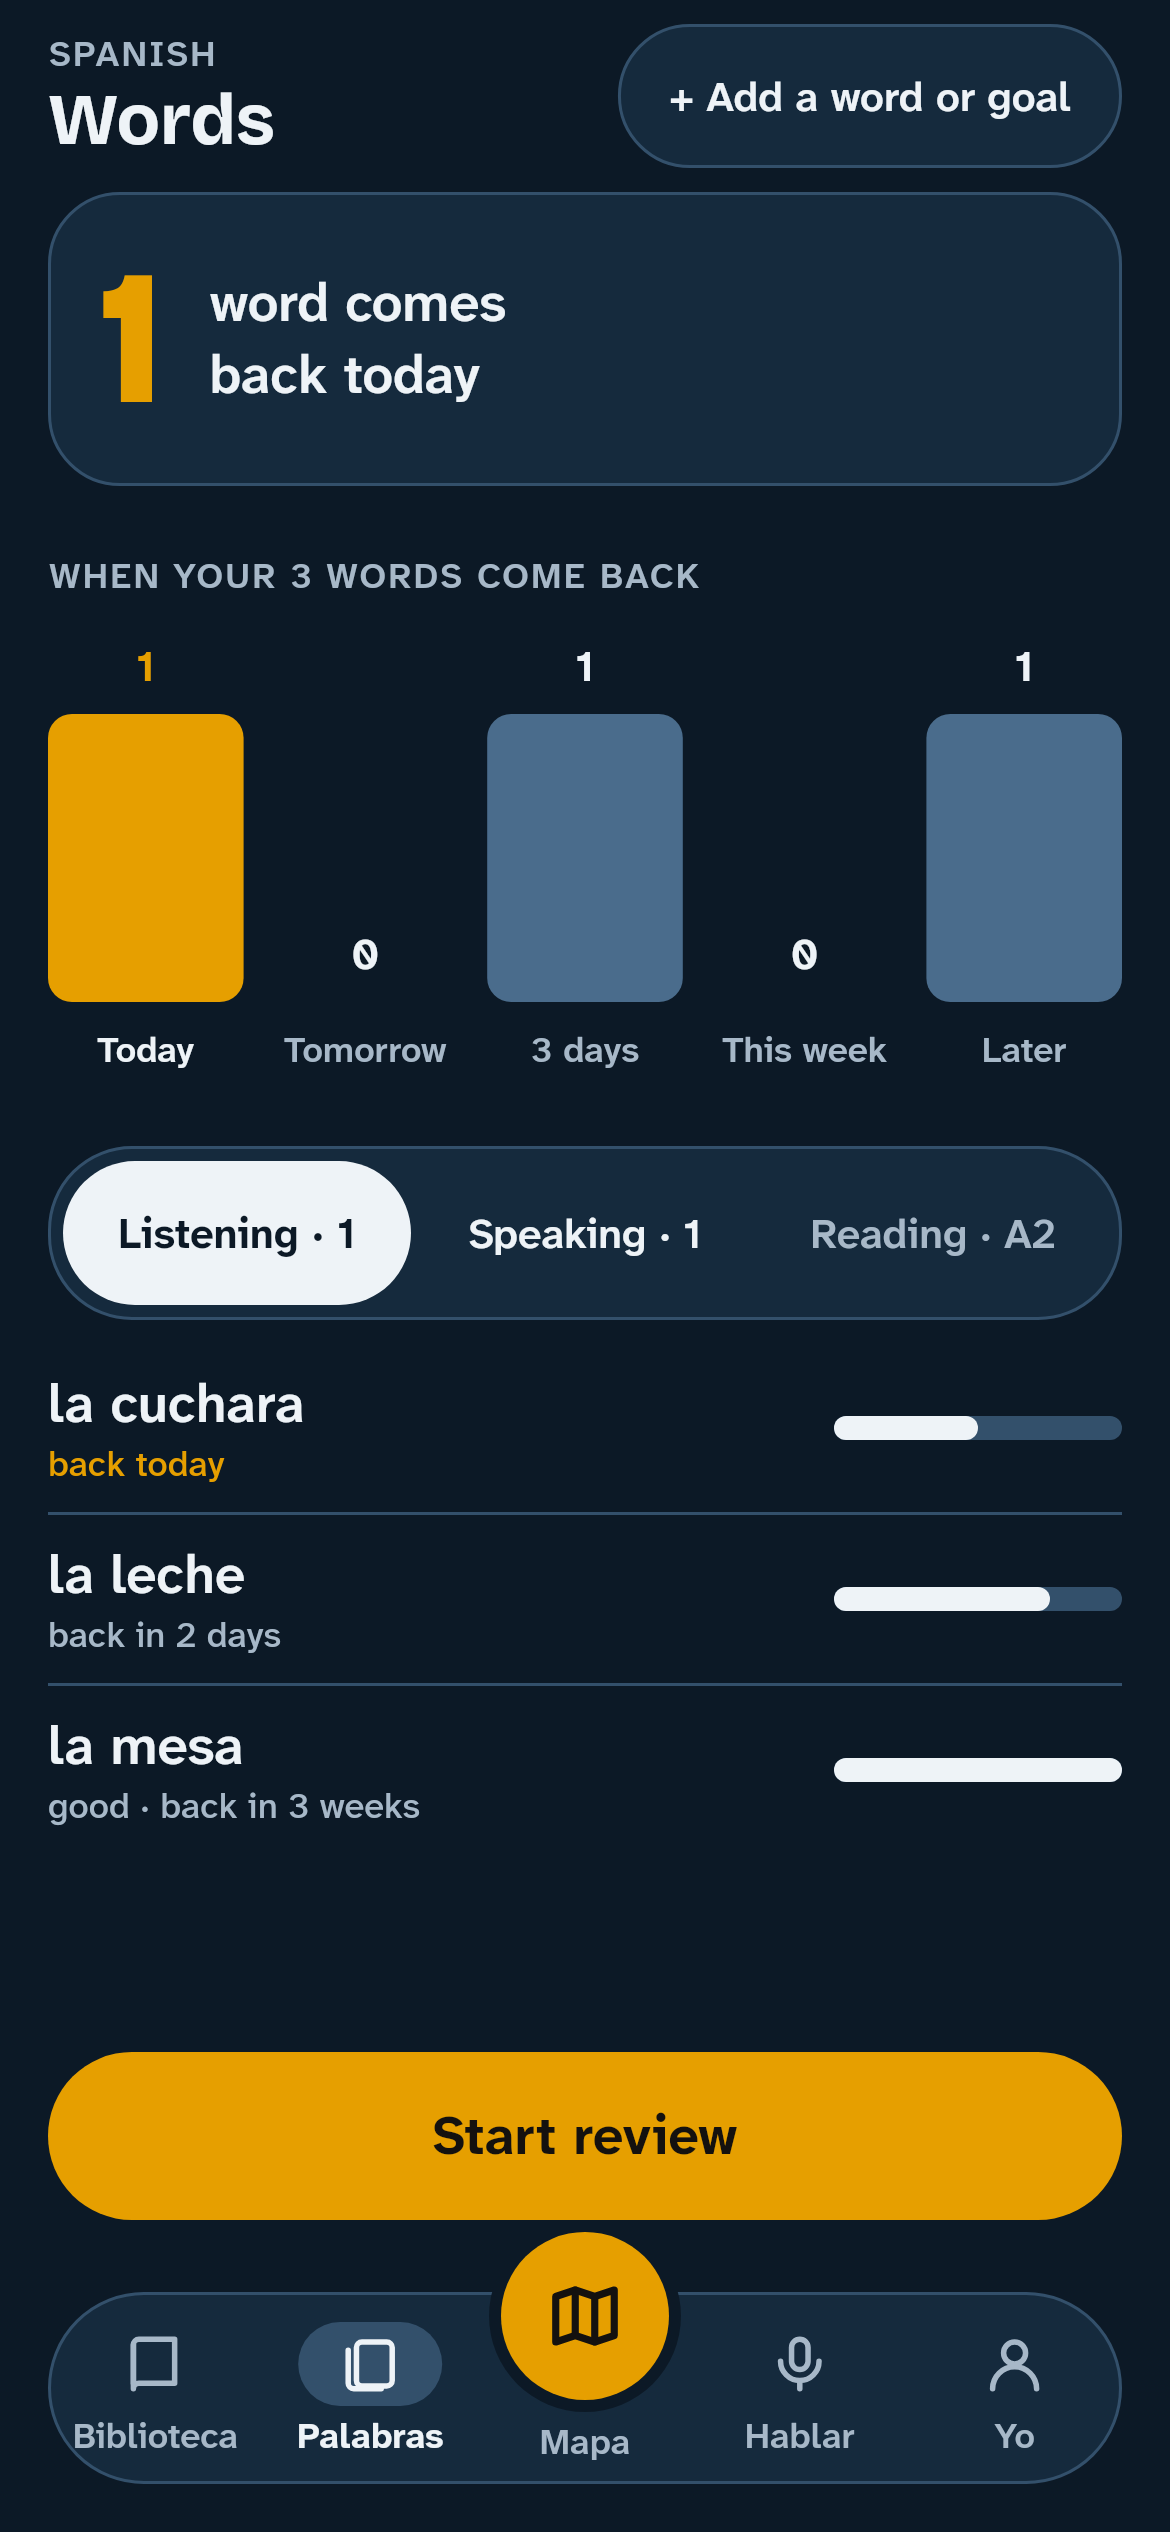 SPANISH
Words
+ Add a word or goal
1
word comes
back today
WHEN YOUR 3 WORDS COME BACK
1
1
1
0
0
Today
Tomorrow
3 days
This week
Later
Listening · 1
Speaking · 1
Reading · A2
la cuchara
back today
la leche
back in 2 days
la mesa
good · back in 3 weeks
Start review
Biblioteca
Palabras
Mapa
Hablar
Yo